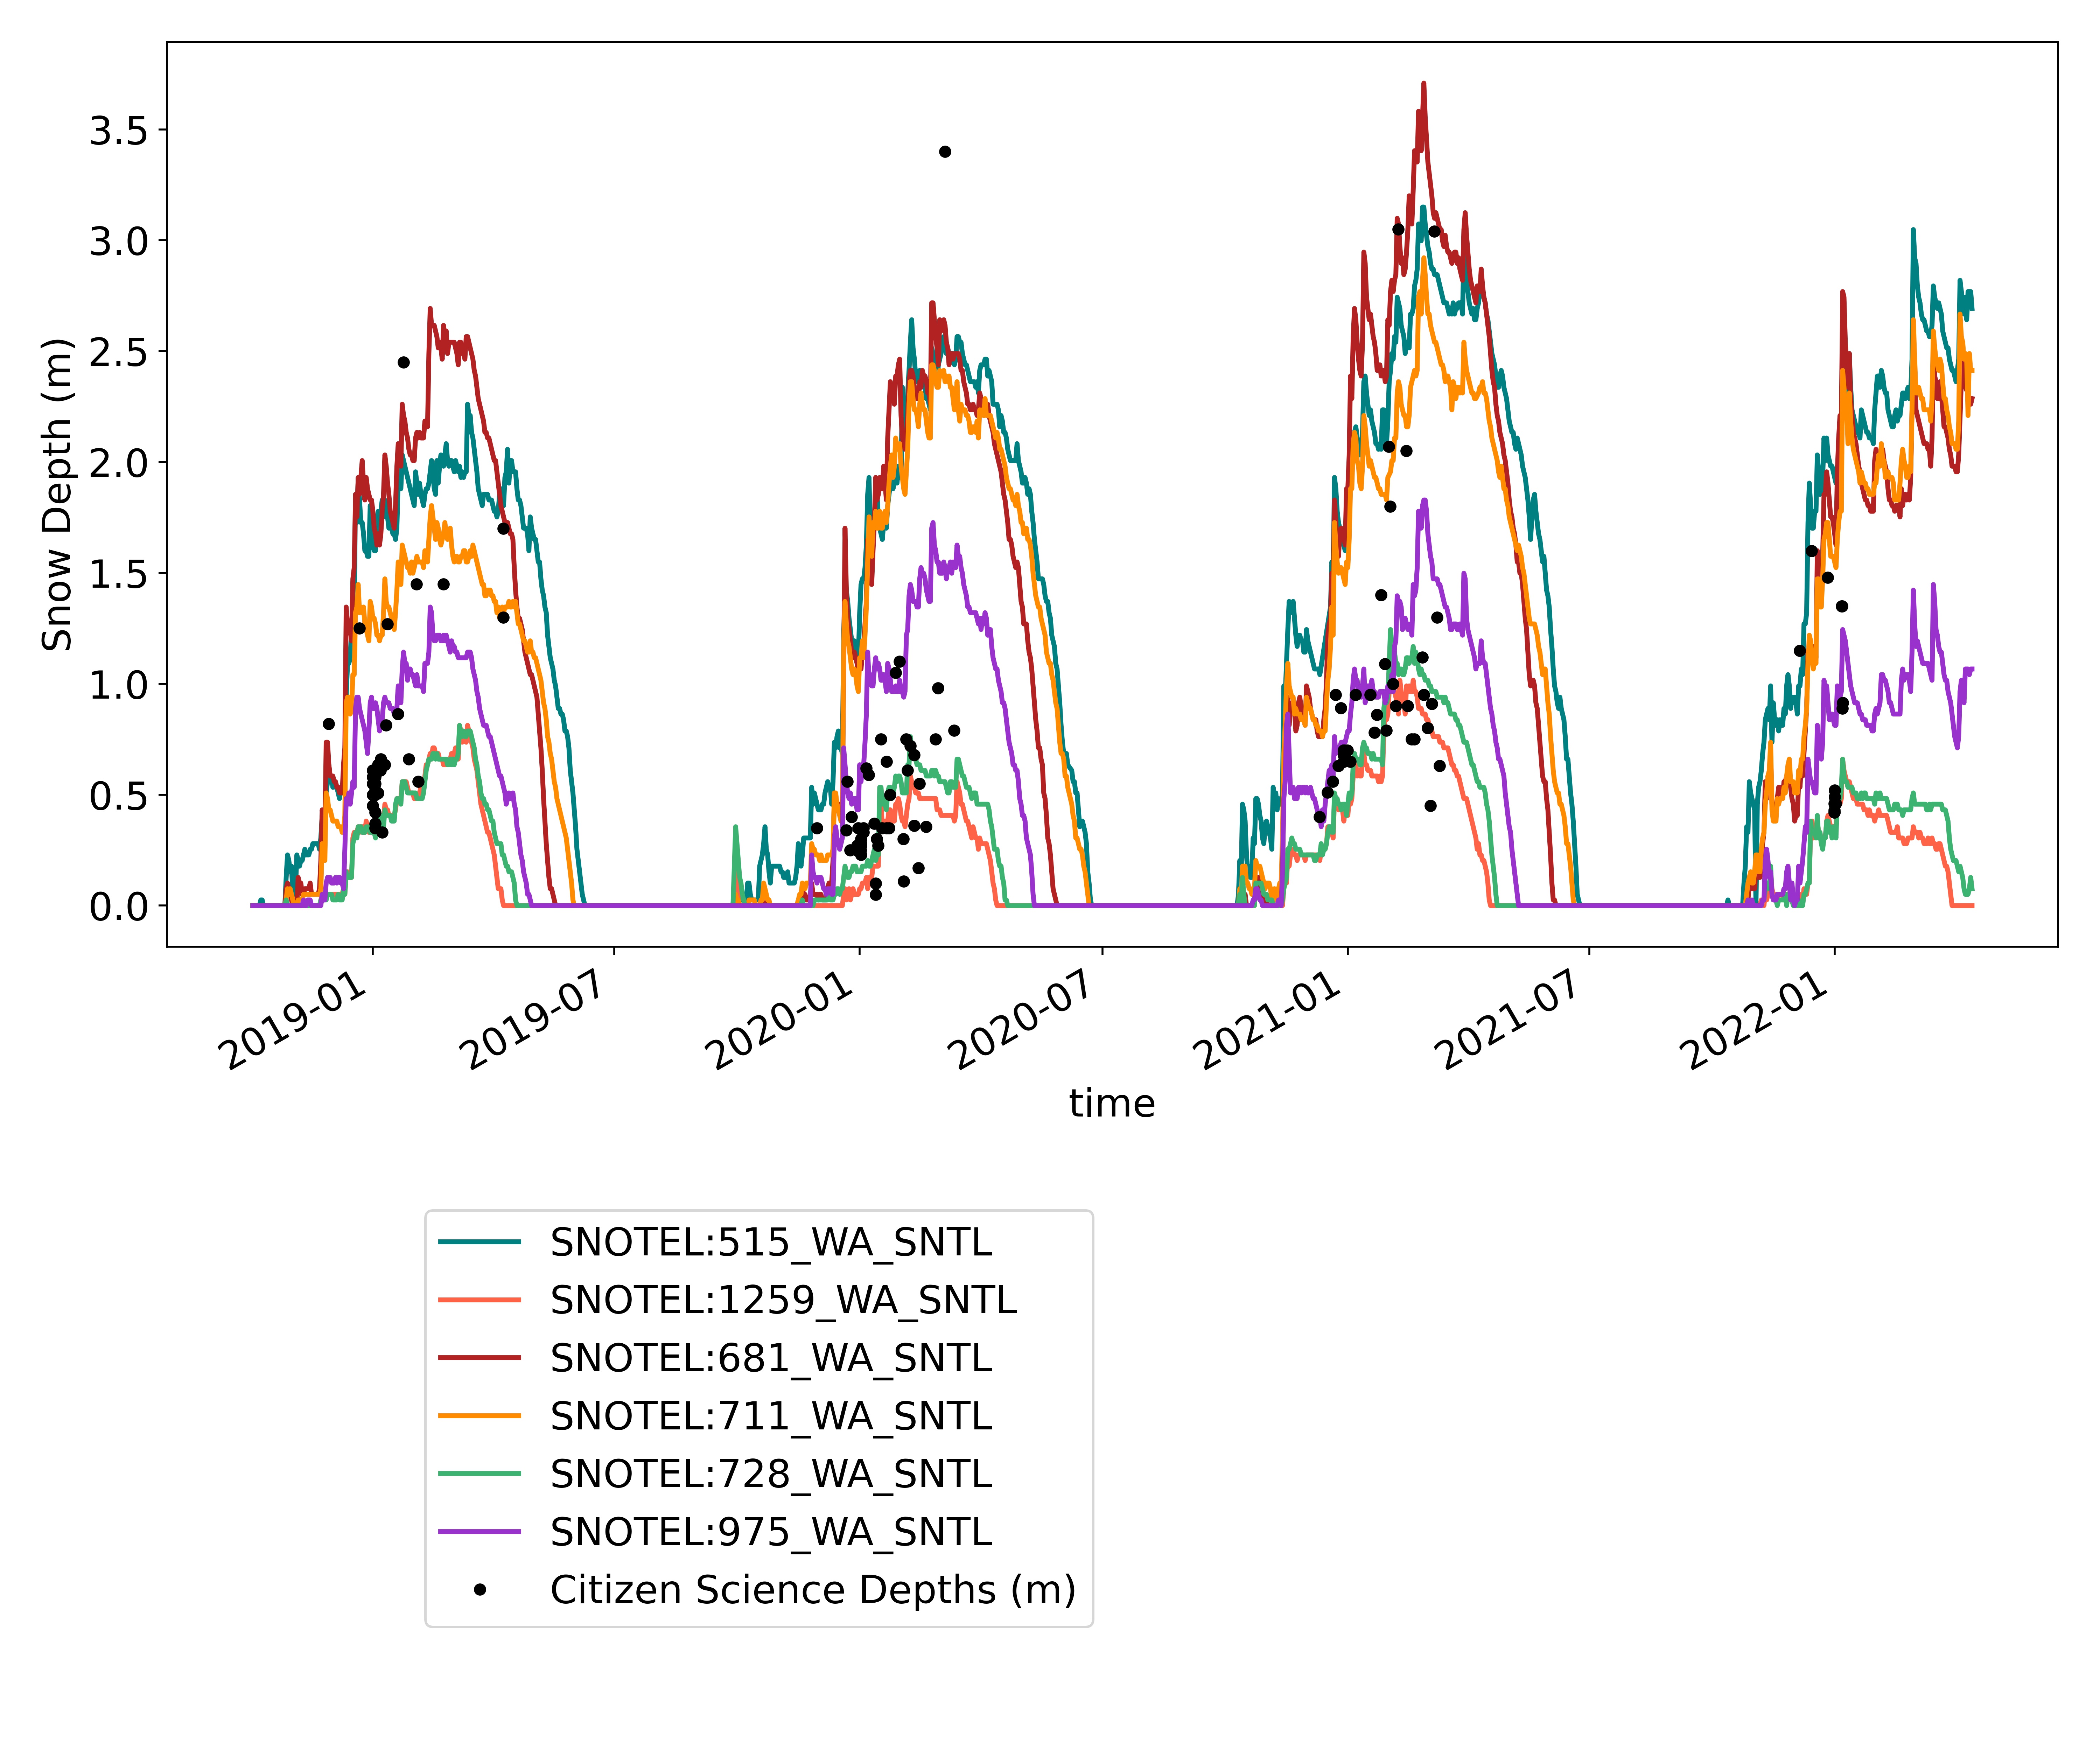 3.5
3.0
2.5
2.0
1.5
1.0
0.5
0.0
Snow Depth (m)
2019-01
2019-07
2020-01
2020-07
2021-01
2021-07
2022-01
time
SNOTEL:515_WA_SNTL
SNOTEL:1259_WA_SNTL
SNOTEL:681_WA_SNTL
SNOTEL:711_WA_SNTL
SNOTEL:728_WA_SNTL
SNOTEL:975_WA_SNTL
Citizen Science Depths (m)